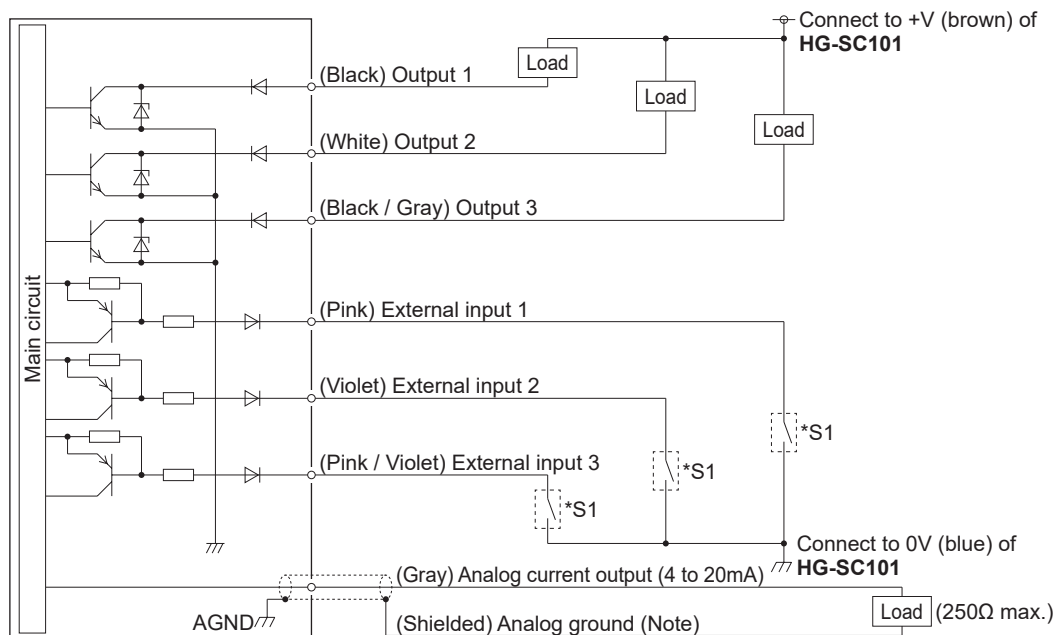 Connect to +V (brown) of
HG-SC101
Load
(Black) Output 1
Load
Load
(White) Output 2
(Black / Gray) Output 3
Main circuit
(Pink) External input 1
(Violet) External input 2
*S1
(Pink / Violet) External input 3
*S1
*S1
Connect to 0V (blue) of
HG-SC101
(Gray) Analog current output (4 to 20mA)
AGND
Load (250Ω max.)
(Shielded) Analog ground (Note)